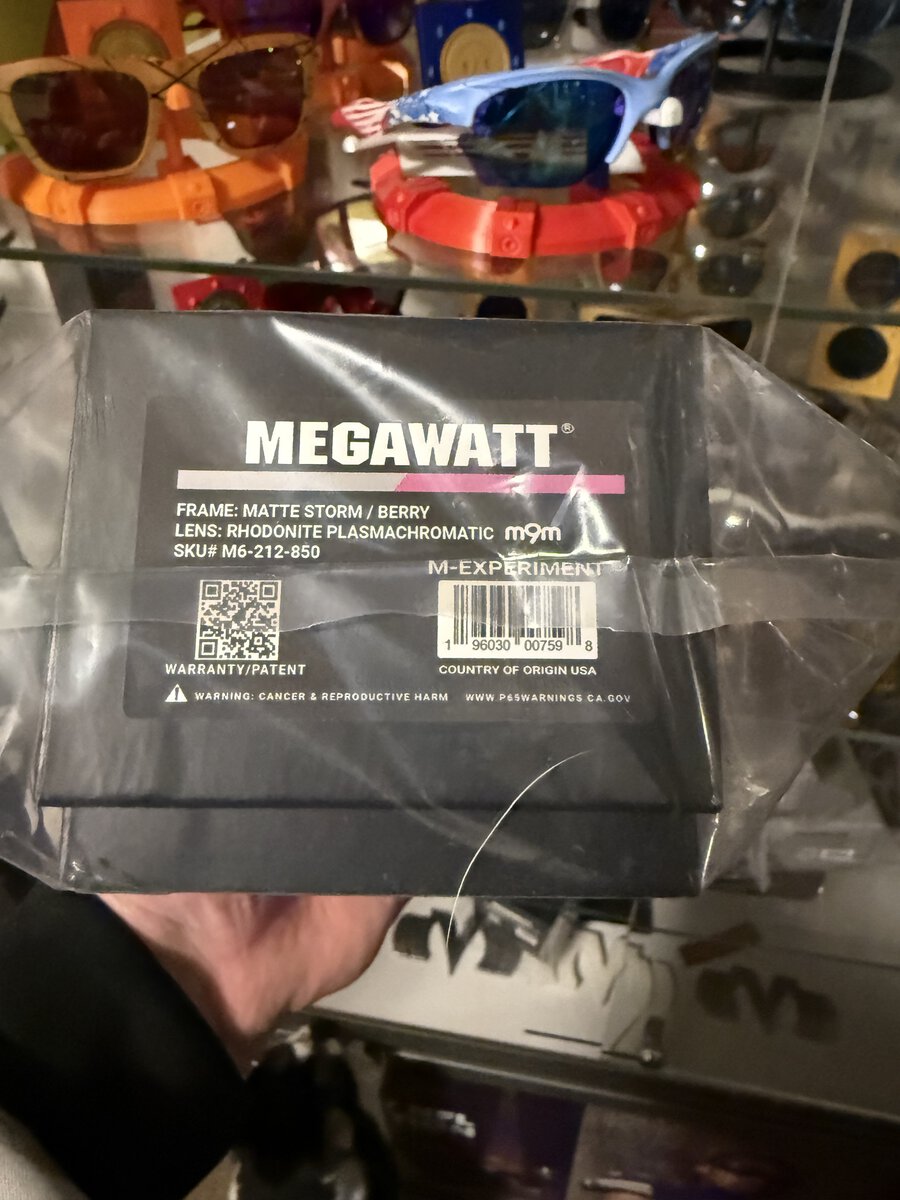 MEGAWATT®
FRAME: MATTE STORM / BERRY
LENS: RHODONITE PLASMACHROMATIC m9m
SKU# M6-212-850
M-EXPERIMENT
1 96030 00759 8
WARRANTY/PATENT
COUNTRY OF ORIGIN USA
WARNING: CANCER & REPRODUCTIVE HARM WWW.P65WARNINGS.CA.GOV